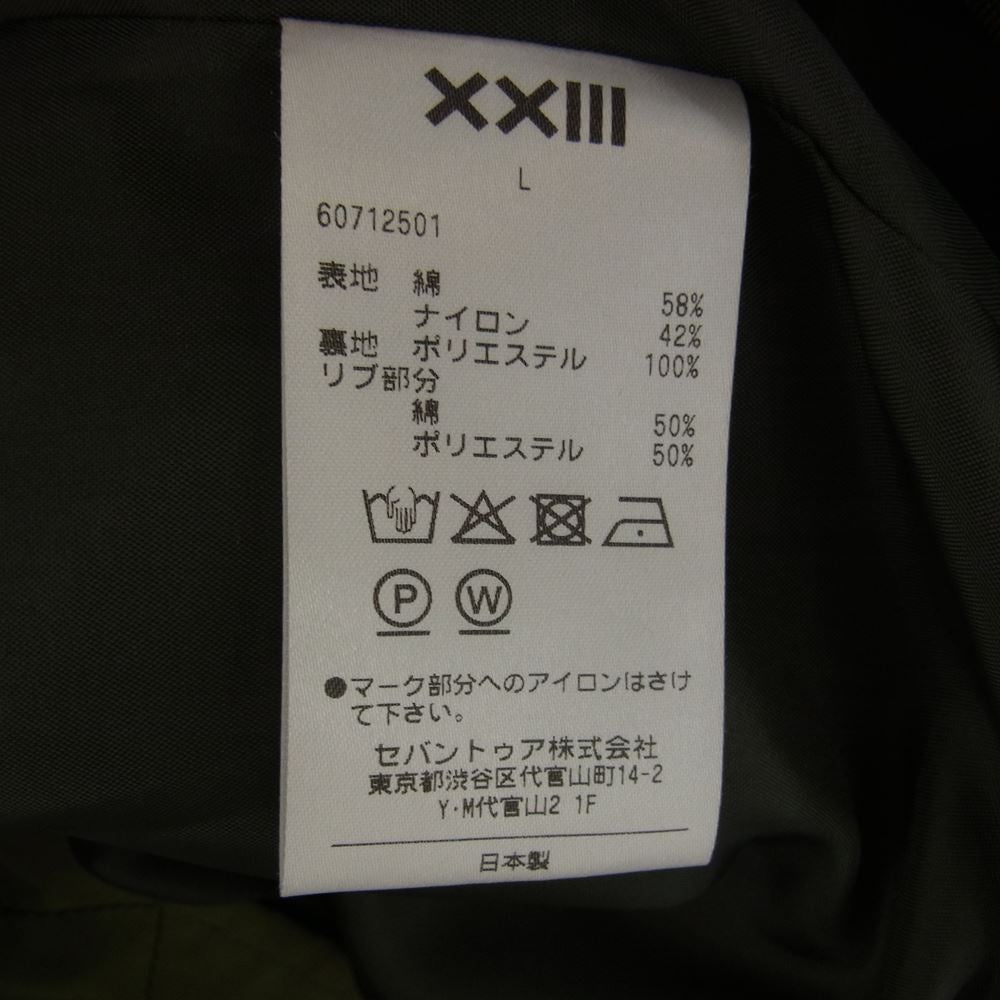 XXIII
L
60712501
表地 綿 58%
ナイロン 42%
裏地 ポリエステル 100%
リブ部分
綿 50%
ポリエステル 50%
P W
●マーク部分へのアイロンはさけ
て下さい。
セバントゥア株式会社
東京都渋谷区代官山町14-2
Y・M代官山2 1F
日本製